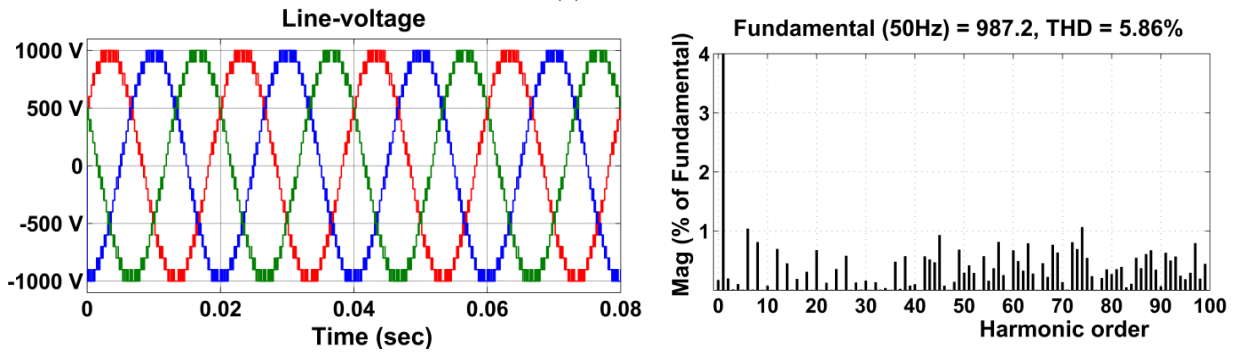 Line-voltage
1000 V
500 V
0
-500 V
-1000 V
0
0.02
0.04
0.06
0.08
Time (sec)
Fundamental (50Hz) = 987.2, THD = 5.86%
Mag (% of Fundamental)
4
3
2
1
0
10
20
30
40
50
60
70
80
90
100
Harmonic order